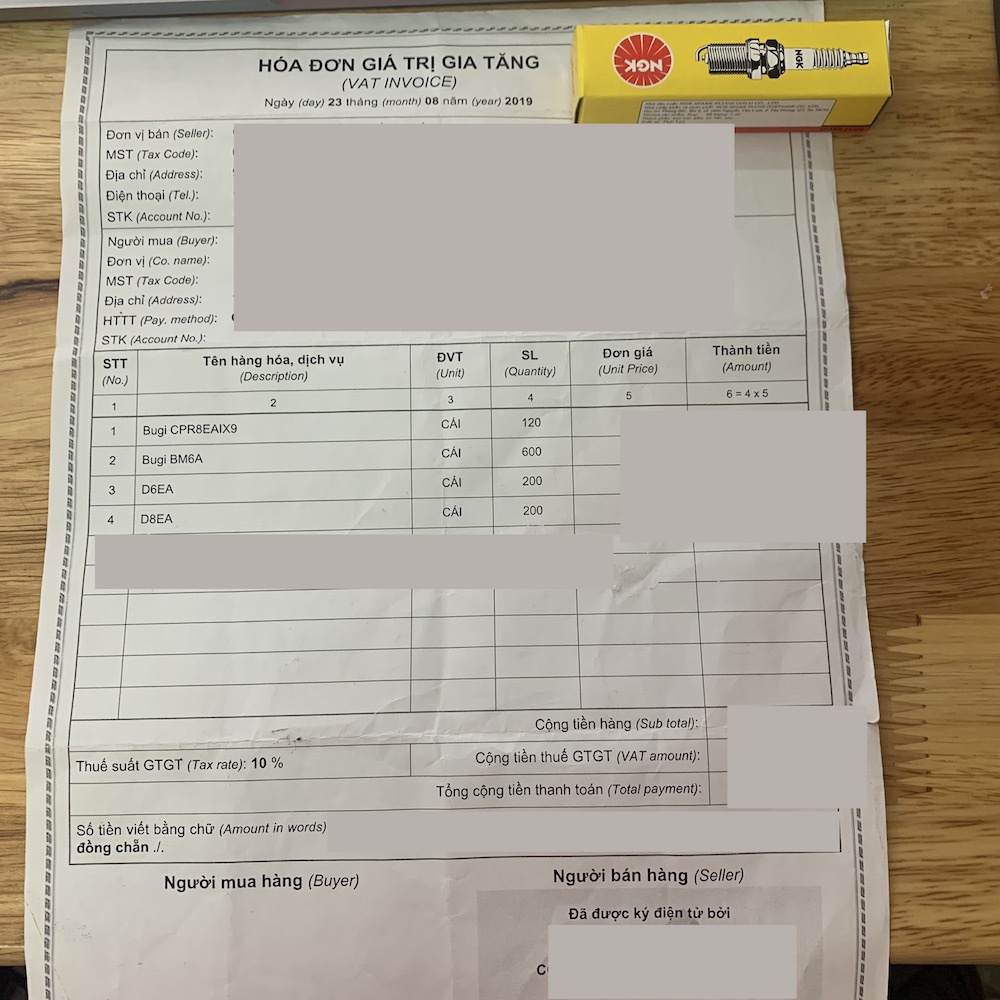 HÓA ĐƠN GIÁ TRỊ GIA TĂNG
(VAT INVOICE)
Ngày (day) 23 tháng (month) 08 năm (year) 2019
NGK
NGK
Đơn vị bán (Seller):
MST (Tax Code):
Địa chỉ (Address):
Điện thoại (Tel.):
STK (Account No.):
Người mua (Buyer):
Đơn vị (Co. name):
MST (Tax Code):
Địa chỉ (Address):
HTTT (Pay. method):
STK (Account No.):
STT (No.) Tên hàng hóa, dịch vụ (Description) ĐVT (Unit) SL (Quantity) Đơn giá (Unit Price) Thành tiền (Amount)
1 2 3 4 5 6 = 4 x 5
1 Bugi CPR8EAIX9 CÁI 120
2 Bugi BM6A CÁI 600
3 D6EA CÁI 200
4 D8EA CÁI 200
Cộng tiền hàng (Sub total):
Thuế suất GTGT (Tax rate): 10 % Cộng tiền thuế GTGT (VAT amount):
Tổng cộng tiền thanh toán (Total payment):
Số tiền viết bằng chữ (Amount in words)
đồng chẵn ./.
Người mua hàng (Buyer) Người bán hàng (Seller)
Đã được ký điện tử bởi